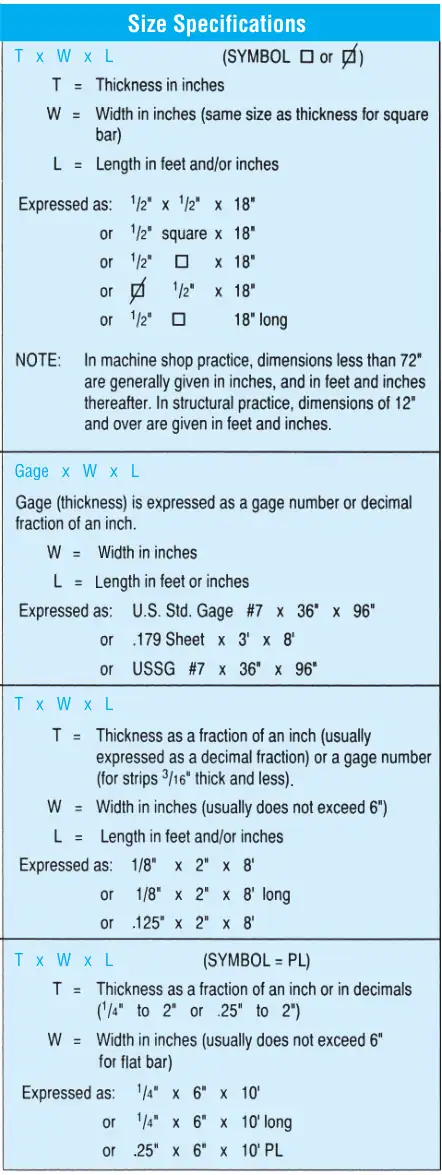 Size Specifications
T x W x L (SYMBOL □ or ⍁)
T = Thickness in inches
W = Width in inches (same size as thickness for square
bar)
L = Length in feet and/or inches
Expressed as: 1/2" x 1/2" x 18"
or 1/2" square x 18"
or 1/2" □ x 18"
or ⍁ 1/2" x 18"
or 1/2" □ 18" long
NOTE: In machine shop practice, dimensions less than 72"
are generally given in inches, and in feet and inches
thereafter. In structural practice, dimensions of 12"
and over are given in feet and inches.
Gage x W x L
Gage (thickness) is expressed as a gage number or decimal
fraction of an inch.
W = Width in inches
L = Length in feet or inches
Expressed as: U.S. Std. Gage #7 x 36" x 96"
or .179 Sheet x 3' x 8'
or USSG #7 x 36" x 96"
T x W x L
T = Thickness as a fraction of an inch (usually
expressed as a decimal fraction) or a gage number
(for strips 3/16" thick and less).
W = Width in inches (usually does not exceed 6")
L = Length in feet and/or inches
Expressed as: 1/8" x 2" x 8'
or 1/8" x 2" x 8' long
or .125" x 2" x 8'
T x W x L (SYMBOL = PL)
T = Thickness as a fraction of an inch or in decimals
(1/4" to 2" or .25" to 2")
W = Width in inches (usually does not exceed 6"
for flat bar)
Expressed as: 1/4" x 6" x 10'
or 1/4" x 6" x 10' long
or .25" x 6" x 10' PL